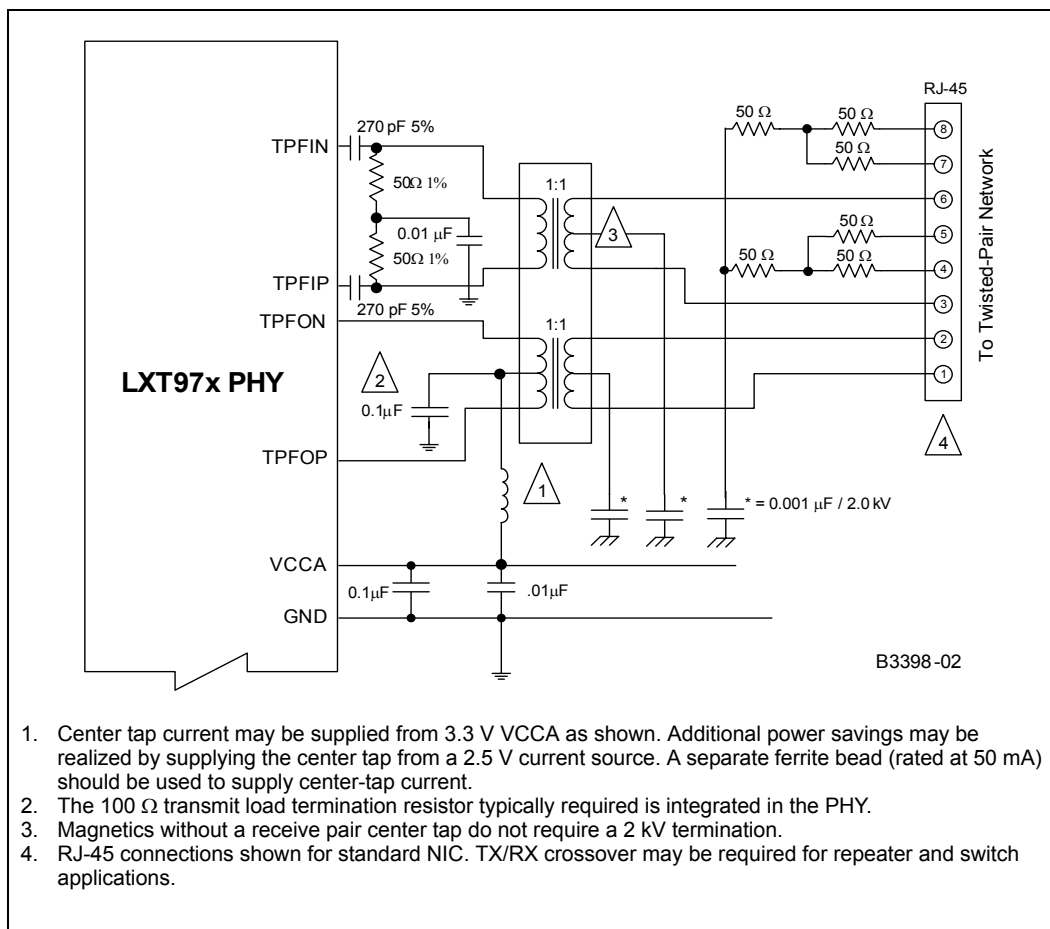 RJ-45
50 Ω
50 Ω
8
TPFIN
270 pF 5%
50 Ω
7
50Ω 1%
1:1
6
To Twisted-Pair Network
3
50 Ω
5
0.01 μF
50Ω 1%
50 Ω
50 Ω
4
TPFIP
270 pF 5%
3
TPFON
1:1
2
LXT97x PHY
2
1
0.1μF
4
TPFOP
1
*
*
* = 0.001 μF / 2.0 kV
VCCA
0.1μF
.01μF
GND
B3398-02
1. Center tap current may be supplied from 3.3 V VCCA as shown. Additional power savings may be
realized by supplying the center tap from a 2.5 V current source. A separate ferrite bead (rated at 50 mA)
should be used to supply center-tap current.
2. The 100 Ω transmit load termination resistor typically required is integrated in the PHY.
3. Magnetics without a receive pair center tap do not require a 2 kV termination.
4. RJ-45 connections shown for standard NIC. TX/RX crossover may be required for repeater and switch
applications.